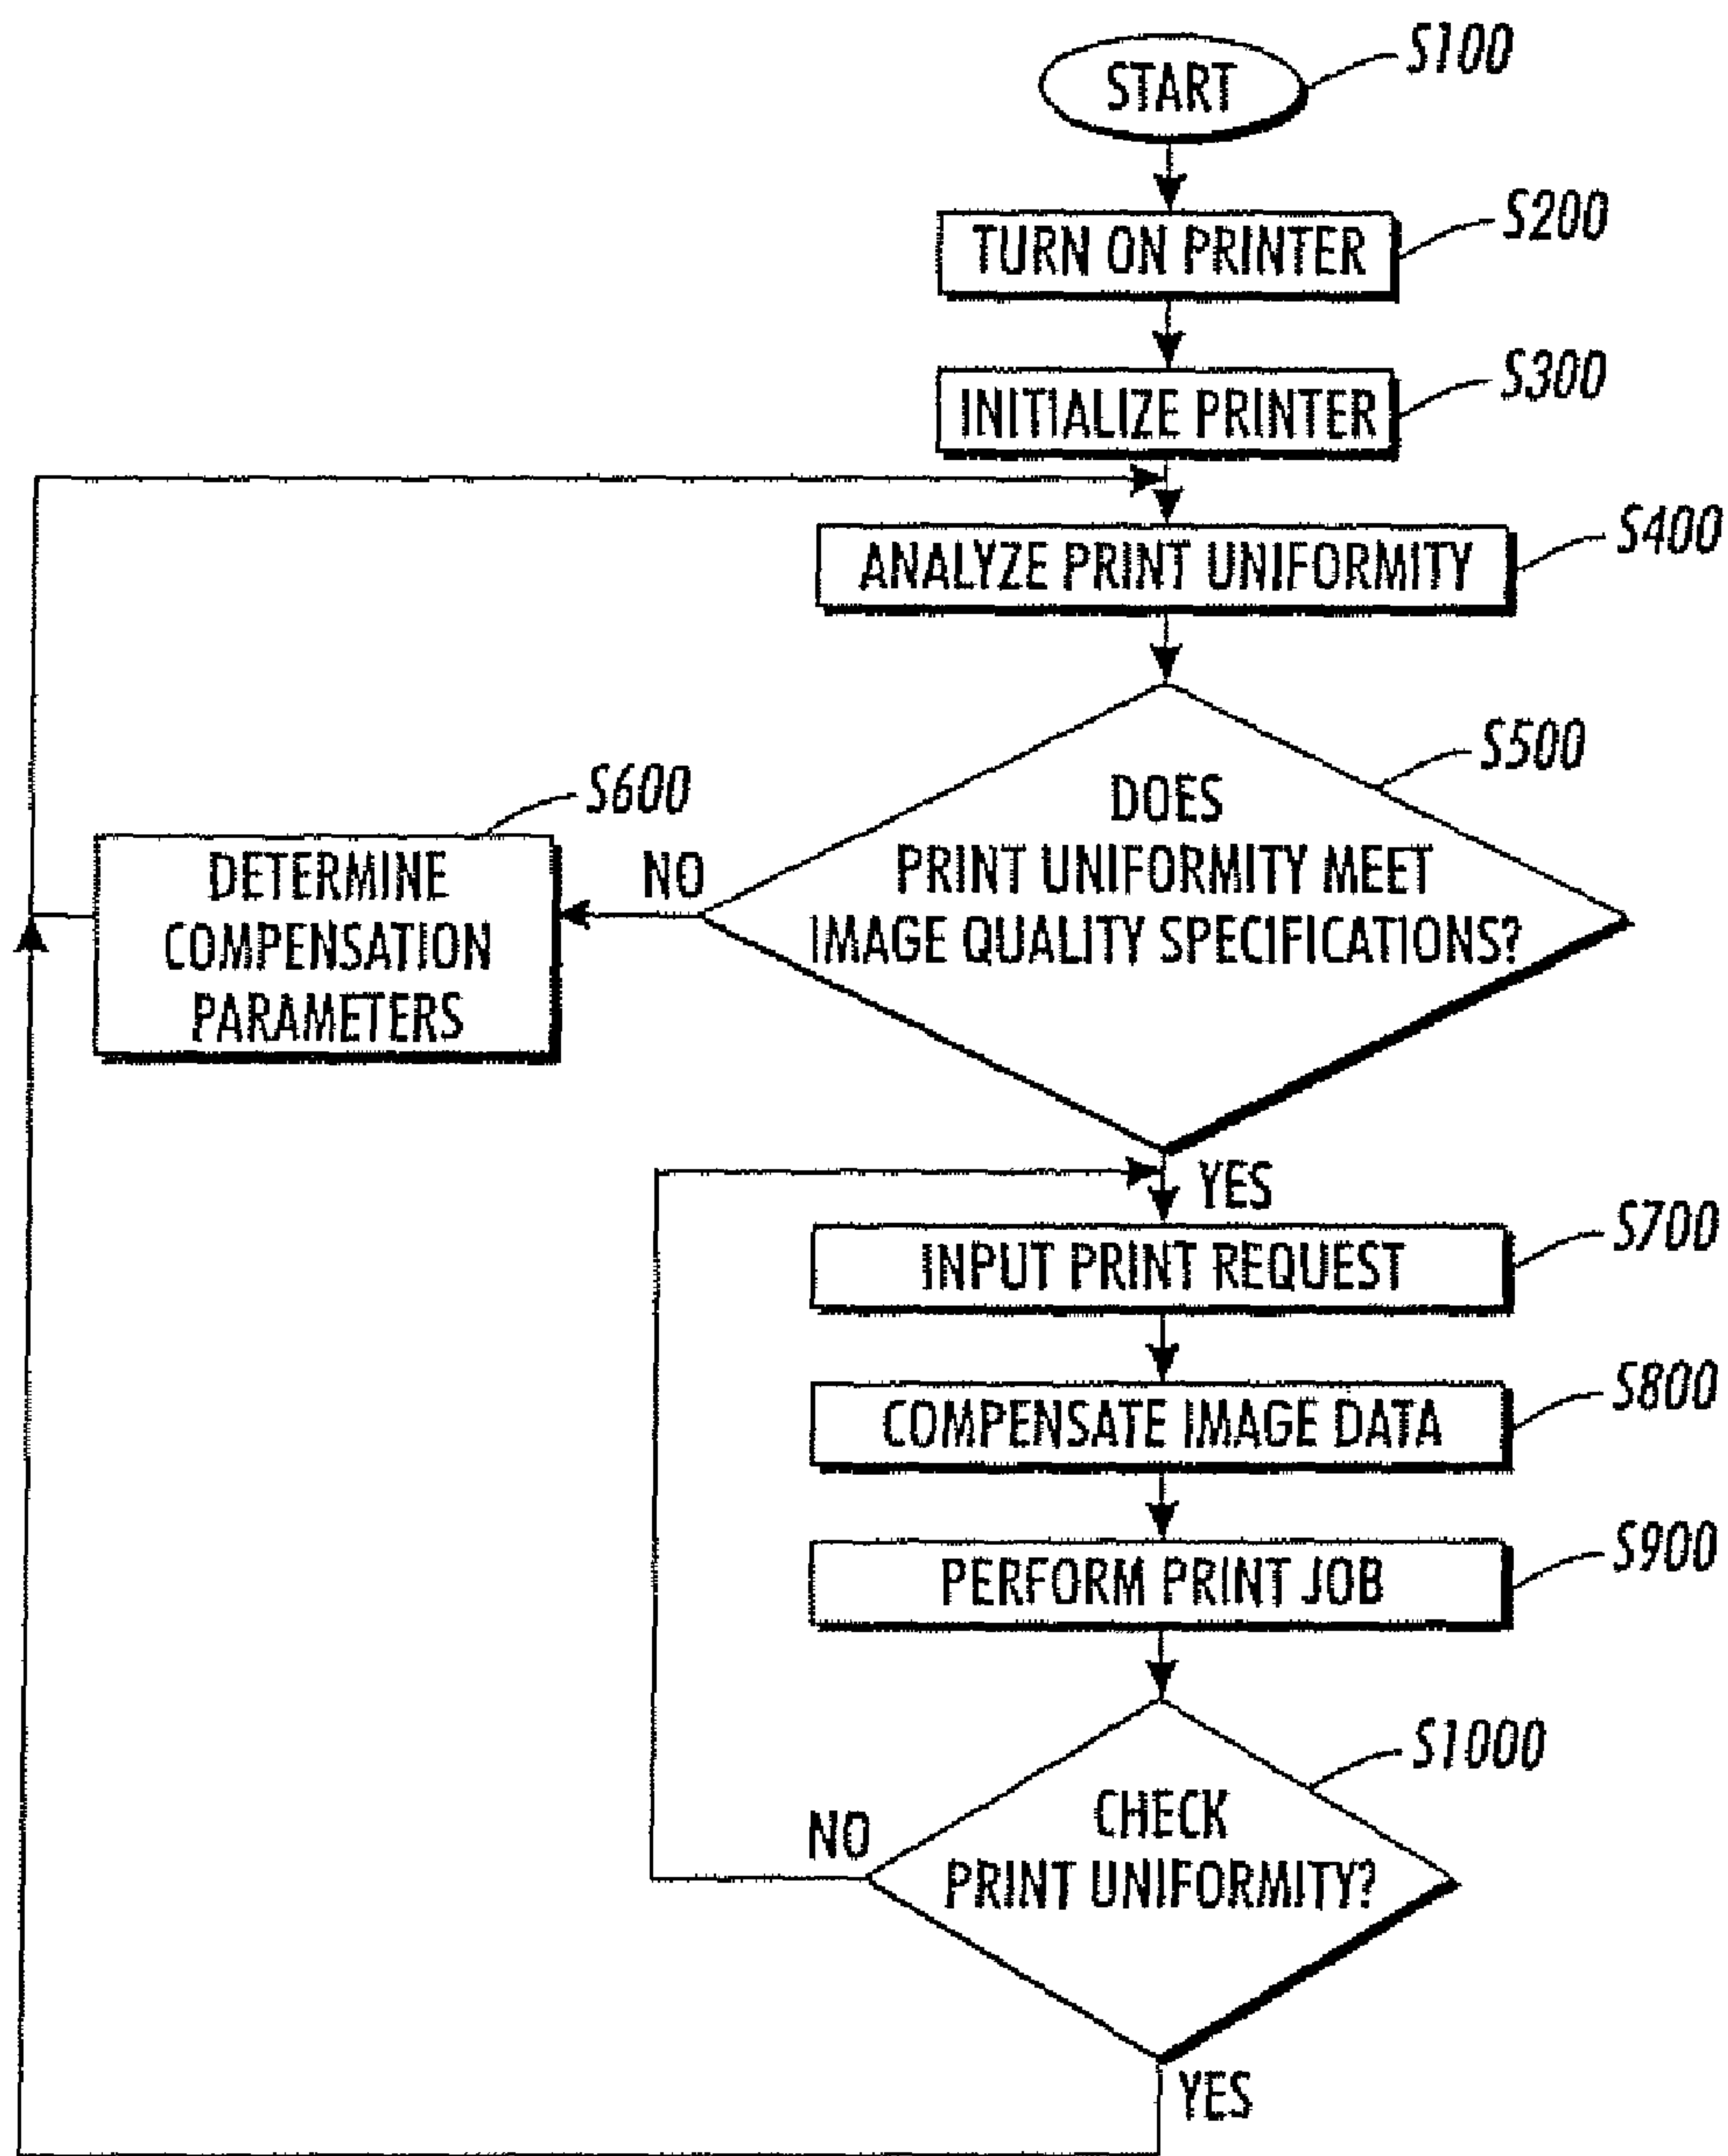 START
S100
TURN ON PRINTER
S200
INITIALIZE PRINTER
S300
ANALYZE PRINT UNIFORMITY
S400
DOES
PRINT UNIFORMITY MEET
IMAGE QUALITY SPECIFICATIONS?
S500
NO
S600
DETERMINE
COMPENSATION
PARAMETERS
YES
INPUT PRINT REQUEST
S700
COMPENSATE IMAGE DATA
S800
PERFORM PRINT JOB
S900
CHECK
PRINT UNIFORMITY?
S1000
NO
YES